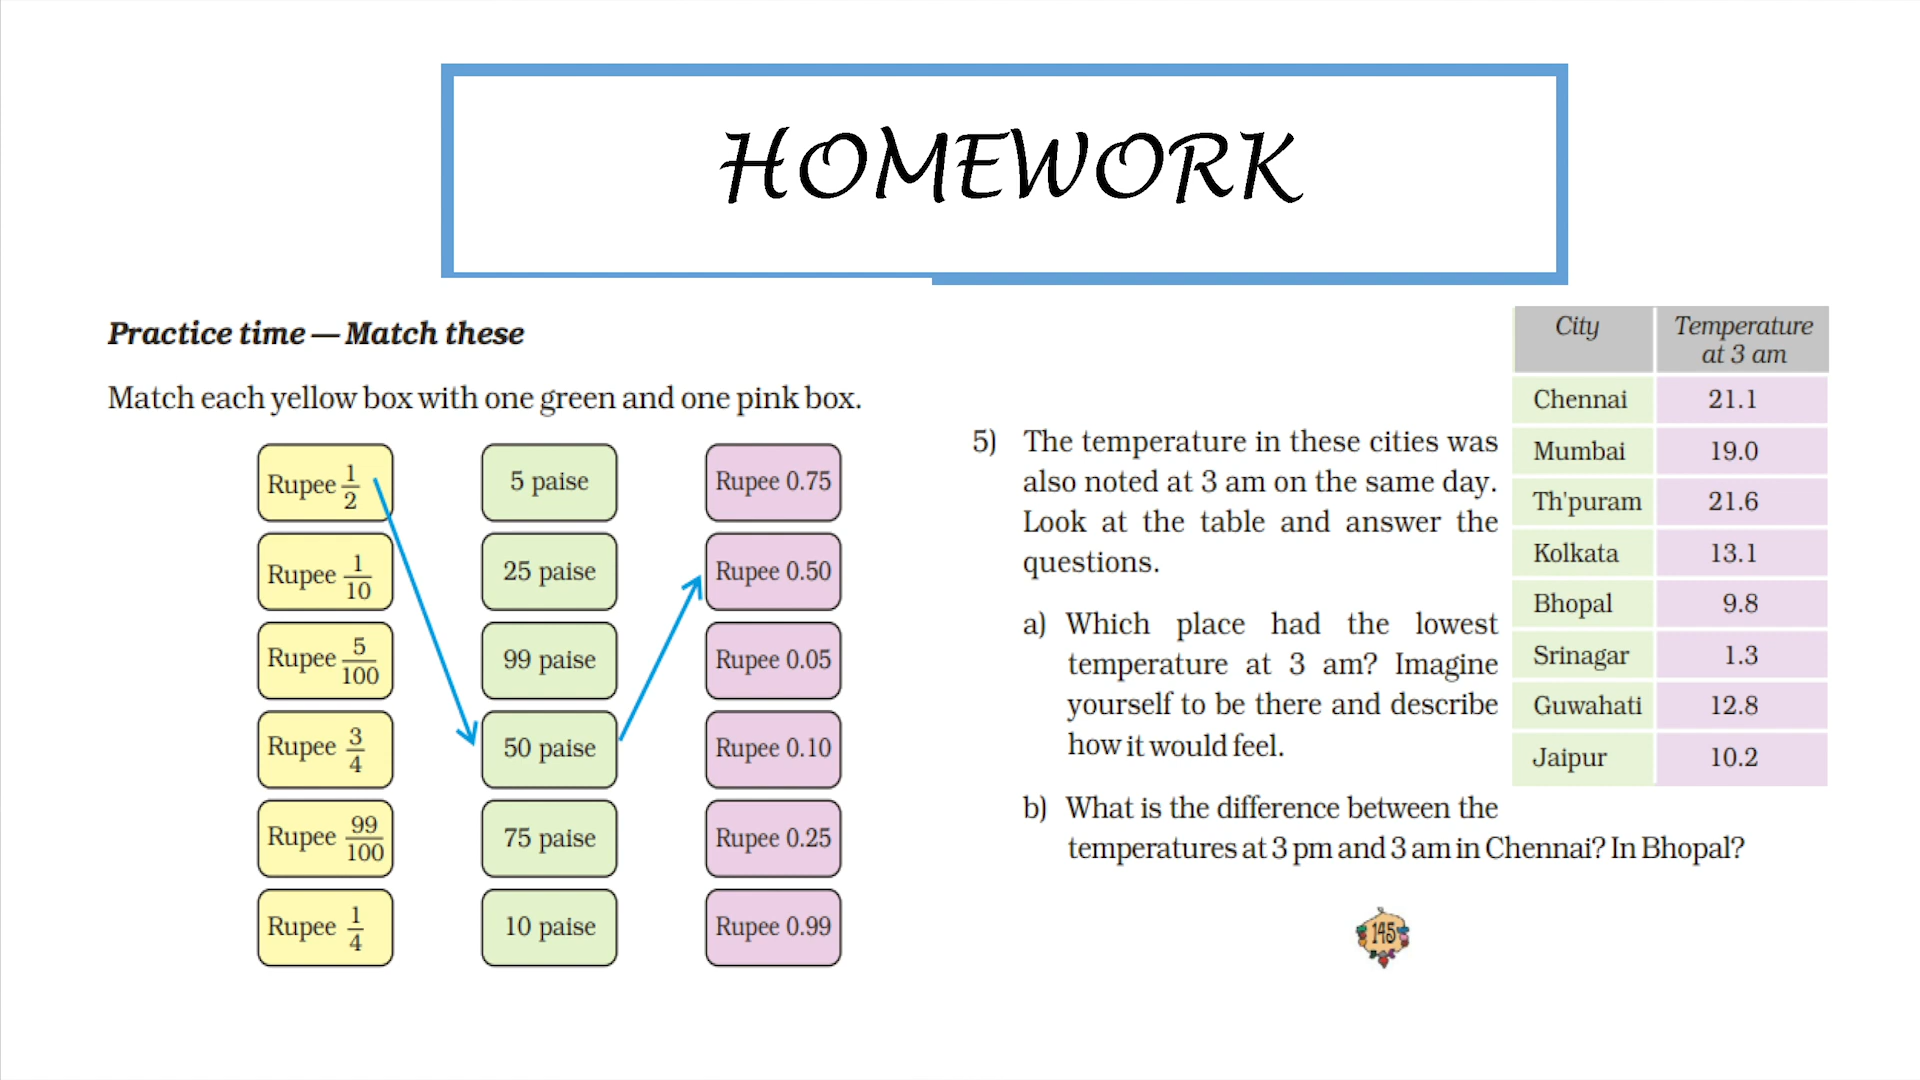 HOMEWORK
Practice time — Match these
Match each yellow box with one green and one pink box.
Rupee 1/2 5 paise Rupee 0.75
Rupee 1/10 25 paise Rupee 0.50
Rupee 5/100 99 paise Rupee 0.05
Rupee 3/4 50 paise Rupee 0.10
Rupee 99/100 75 paise Rupee 0.25
Rupee 1/4 10 paise Rupee 0.99
5) The temperature in these cities was
also noted at 3 am on the same day.
Look at the table and answer the
questions.
a) Which place had the lowest
temperature at 3 am? Imagine
yourself to be there and describe
how it would feel.
b) What is the difference between the
temperatures at 3 pm and 3 am in Chennai? In Bhopal?
City Temperature
at 3 am
Chennai 21.1
Mumbai 19.0
Th'puram 21.6
Kolkata 13.1
Bhopal 9.8
Srinagar 1.3
Guwahati 12.8
Jaipur 10.2
145